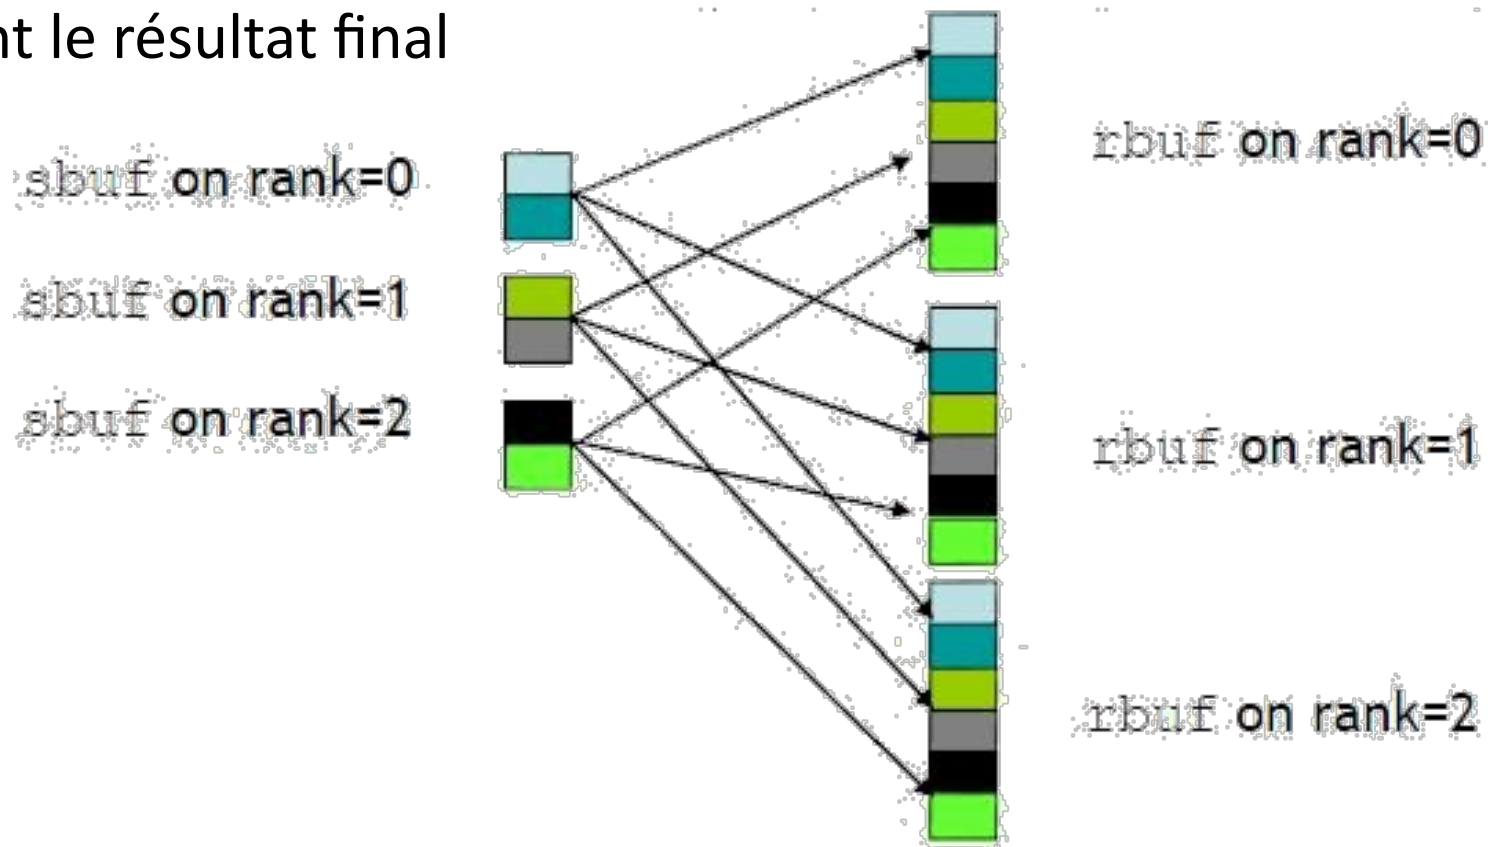 nt le résultat final
sbuf on rank=0
sbuf on rank=1
sbuf on rank=2
rbuf on rank=0
rbuf on rank=1
rbuf on rank=2